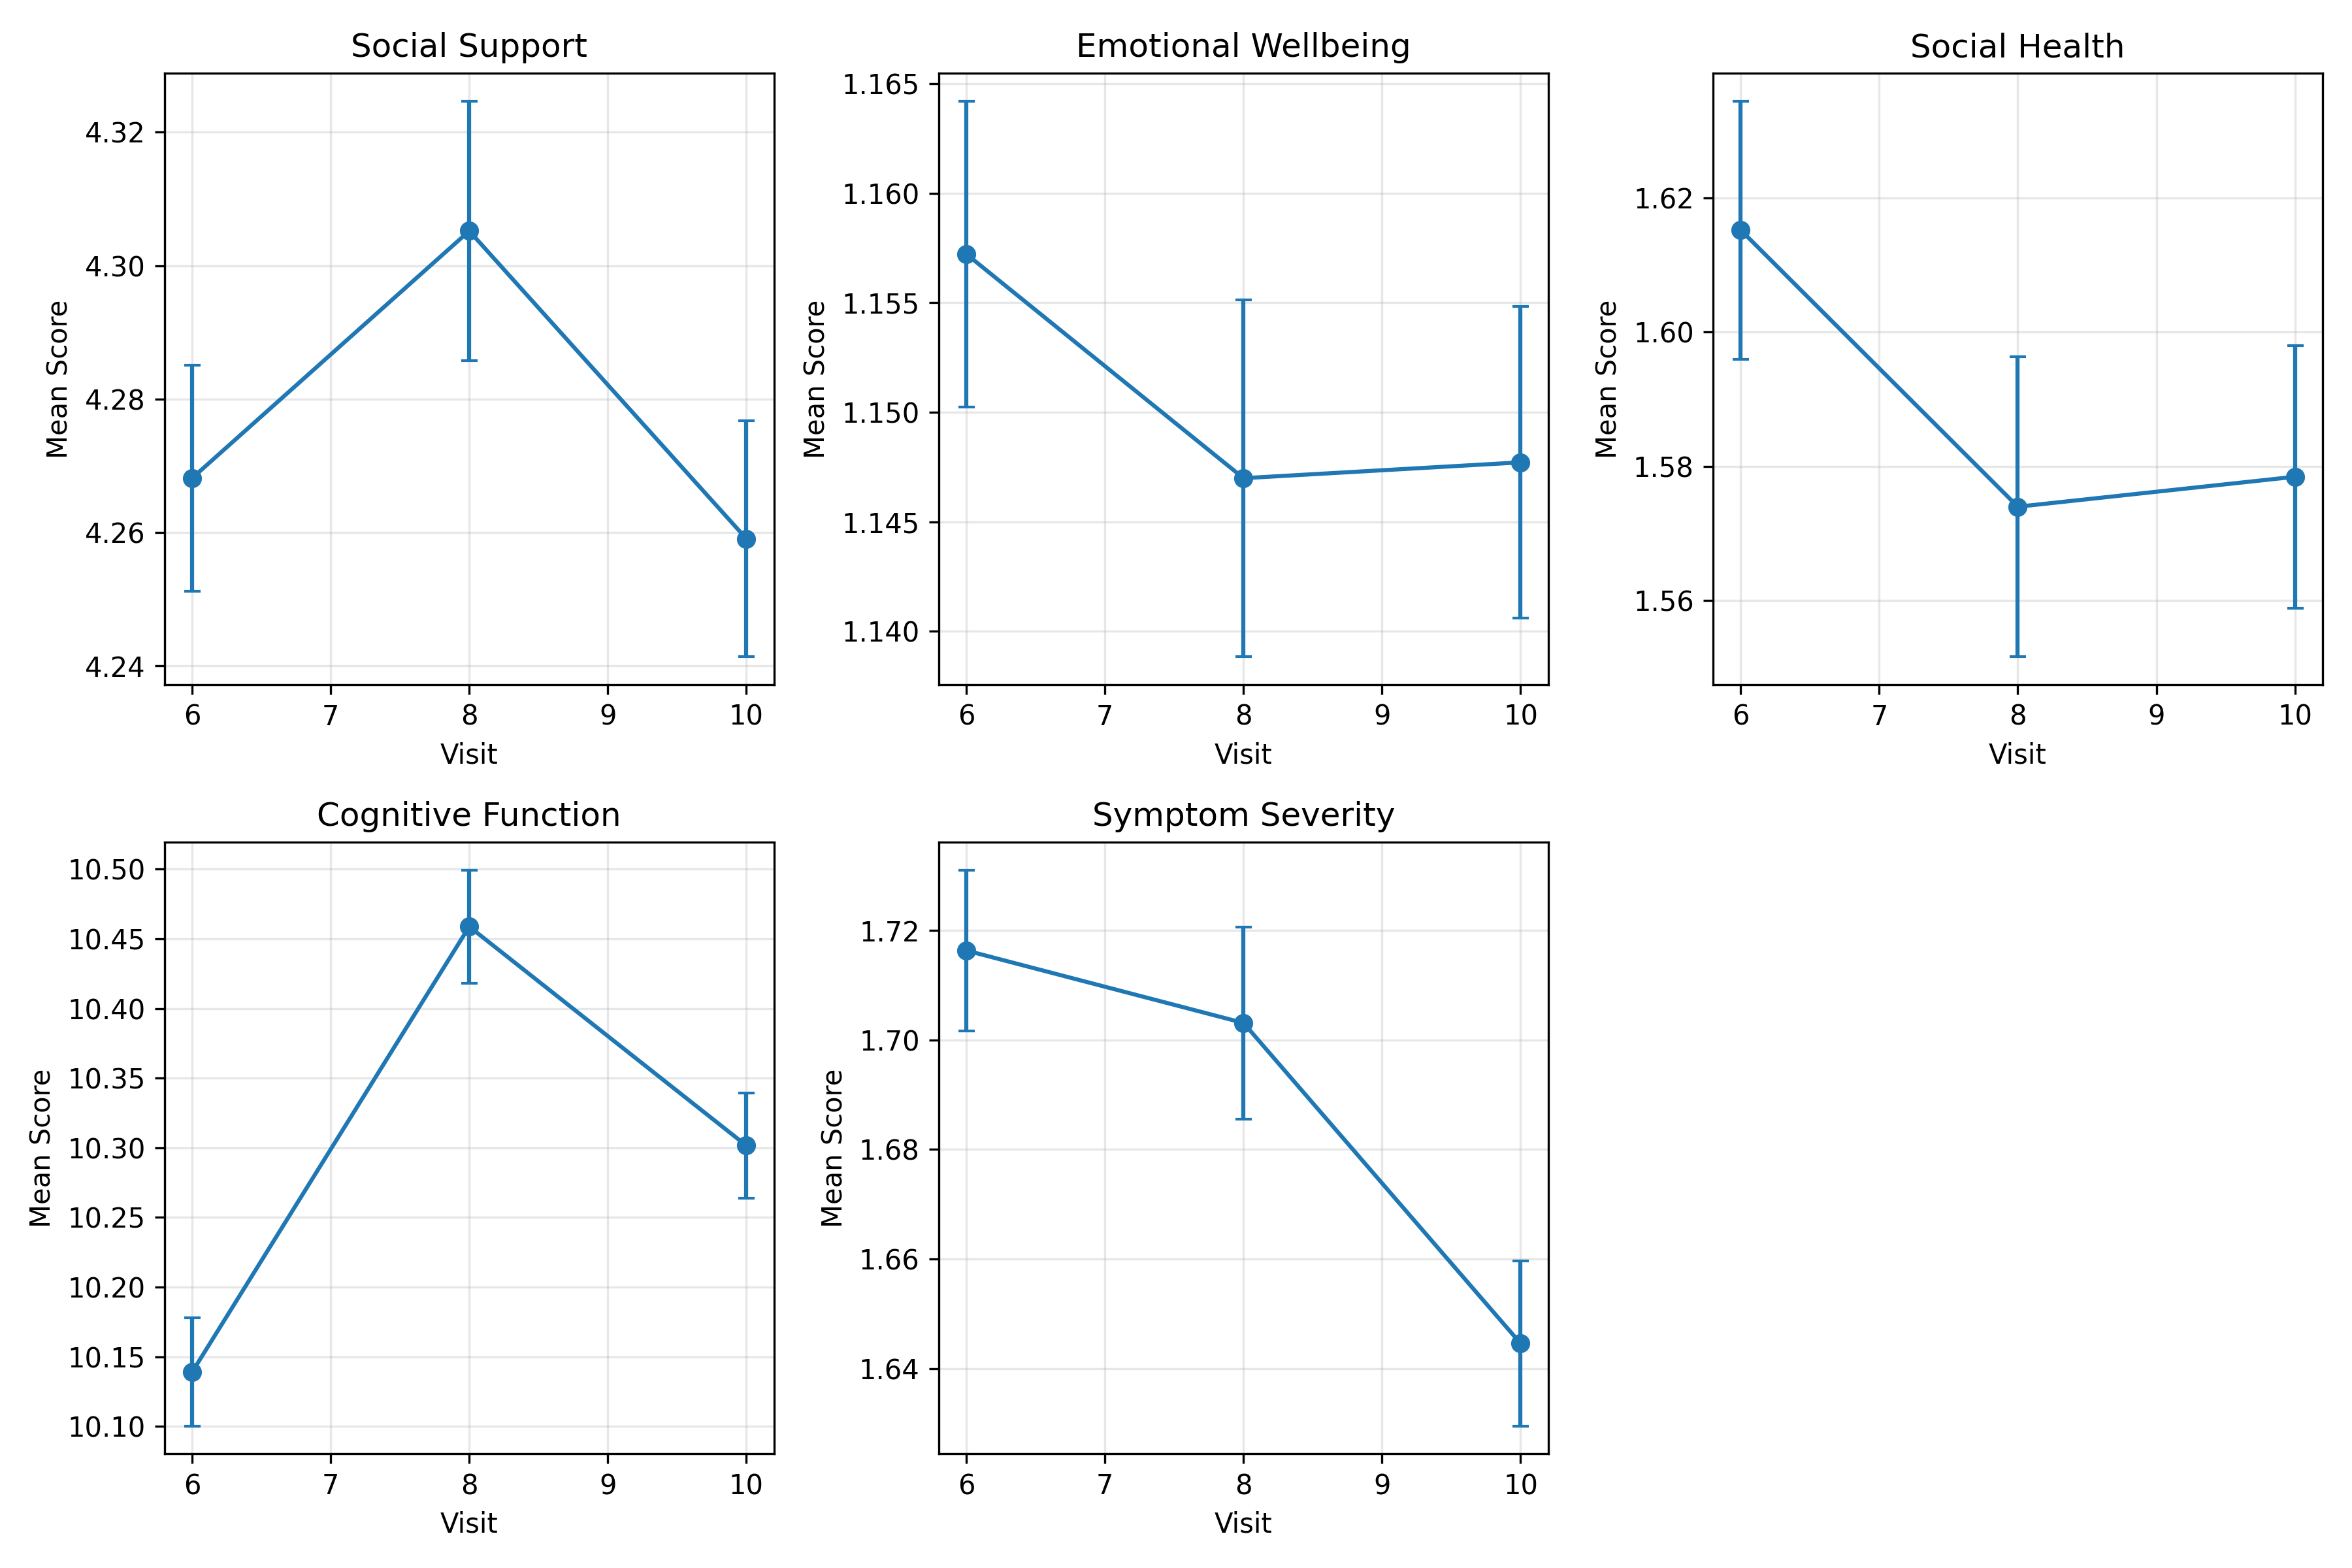 Social Support
4.32
4.30
4.28
4.26
4.24
Mean Score
6 7 8 9 10
Visit
Emotional Wellbeing
1.165
1.160
1.155
1.150
1.145
1.140
Mean Score
6 7 8 9 10
Visit
Social Health
1.62
1.60
1.58
1.56
Mean Score
6 7 8 9 10
Visit
Cognitive Function
10.50
10.45
10.40
10.35
10.30
10.25
10.20
10.15
10.10
Mean Score
6 7 8 9 10
Visit
Symptom Severity
1.72
1.70
1.68
1.66
1.64
Mean Score
6 7 8 9 10
Visit